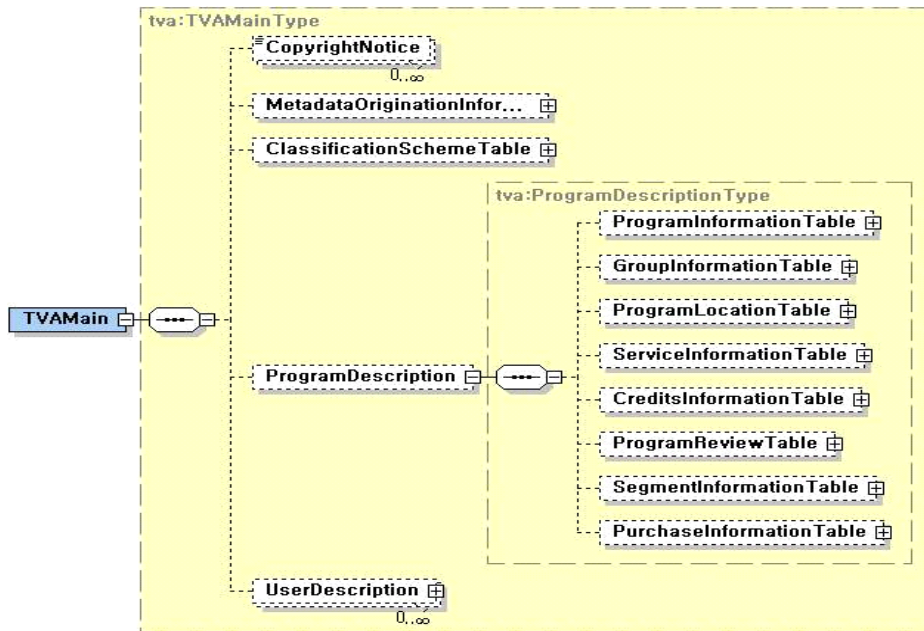 tva:TVAMainType
CopyrightNotice
0..∞
MetadataOriginationInfor...
ClassificationSchemeTable
tva:ProgramDescriptionType
ProgramInformationTable
GroupInformationTable
ProgramLocationTable
TVAMain
ServiceInformationTable
ProgramDescription
CreditsInformationTable
ProgramReviewTable
SegmentInformationTable
PurchaseInformationTable
UserDescription
0..∞